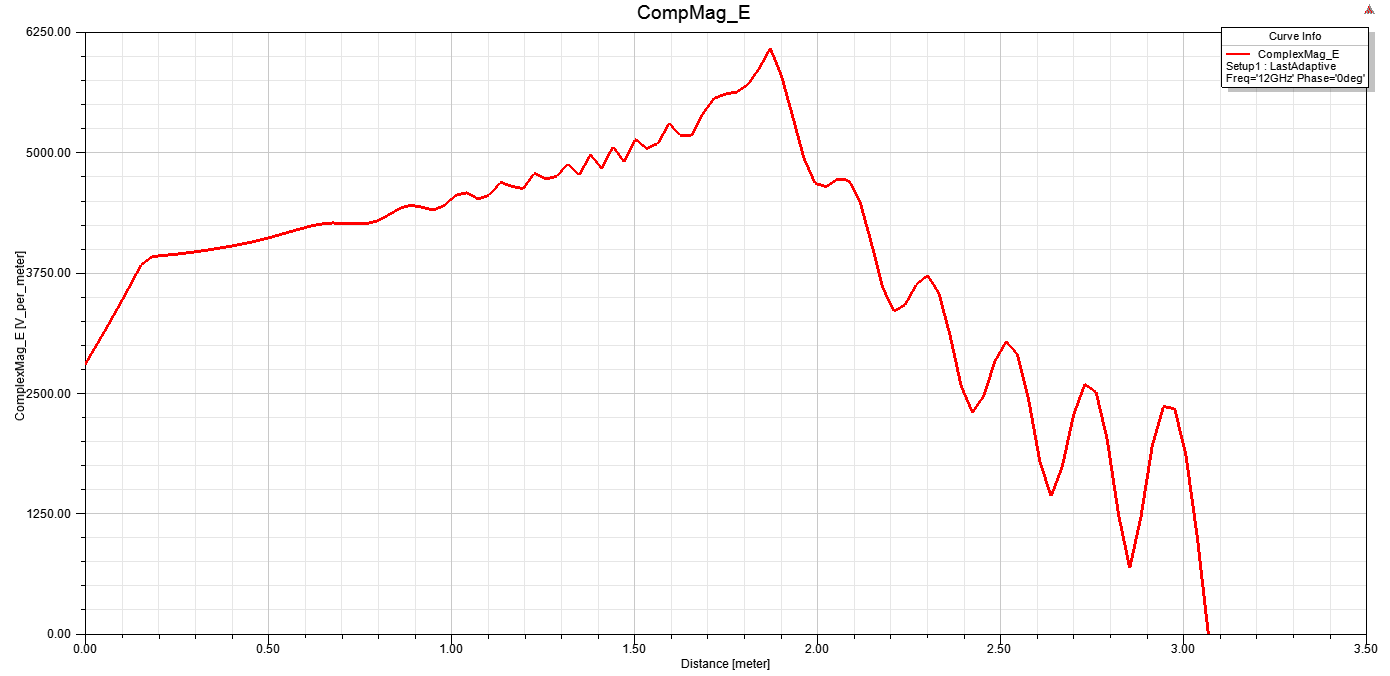 CompMag_E
6250.00
Curve Info
ComplexMag_E
Setup1 : LastAdaptive
Freq='12GHz' Phase='0deg'
5000.00
3750.00
2500.00
1250.00
0.00
ComplexMag_E [V_per_meter]
0.00 0.50 1.00 1.50 2.00 2.50 3.00 3.50
Distance [meter]